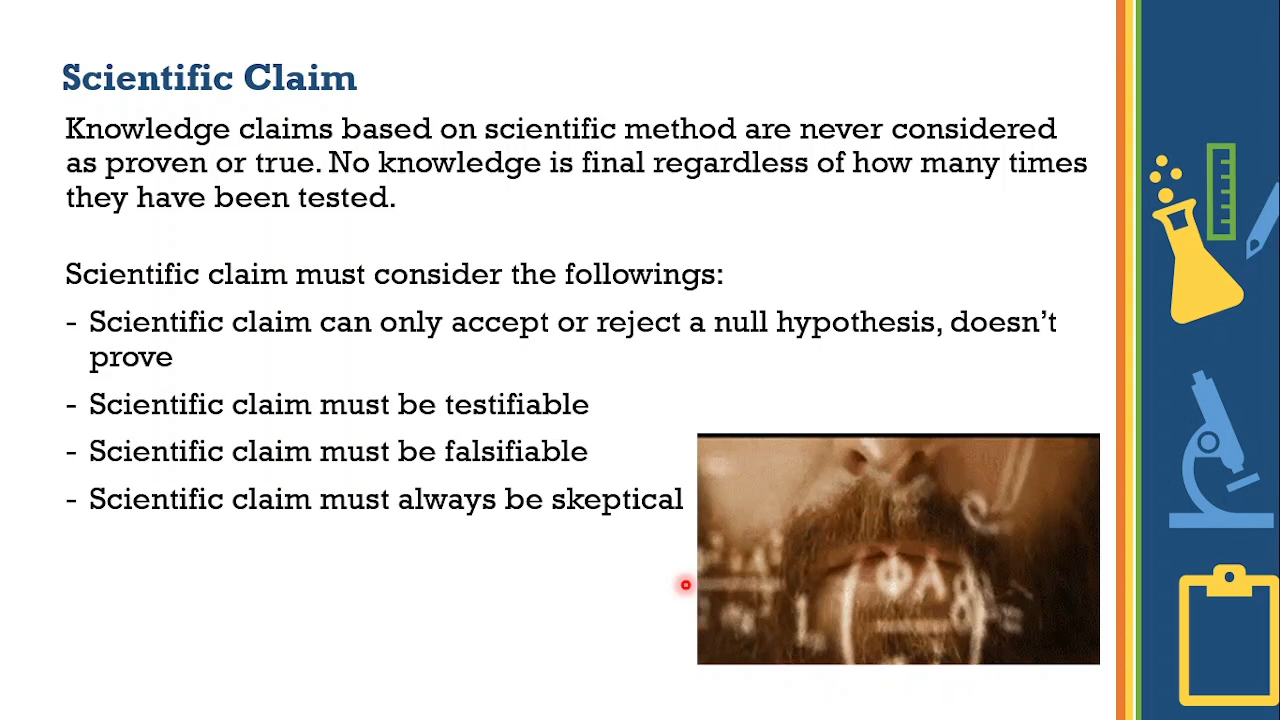 Scientific Claim
Knowledge claims based on scientific method are never considered
as proven or true. No knowledge is final regardless of how many times
they have been tested.
Scientific claim must consider the followings:
- Scientific claim can only accept or reject a null hypothesis, doesn't
prove
- Scientific claim must be testifiable
- Scientific claim must be falsifiable
- Scientific claim must always be skeptical